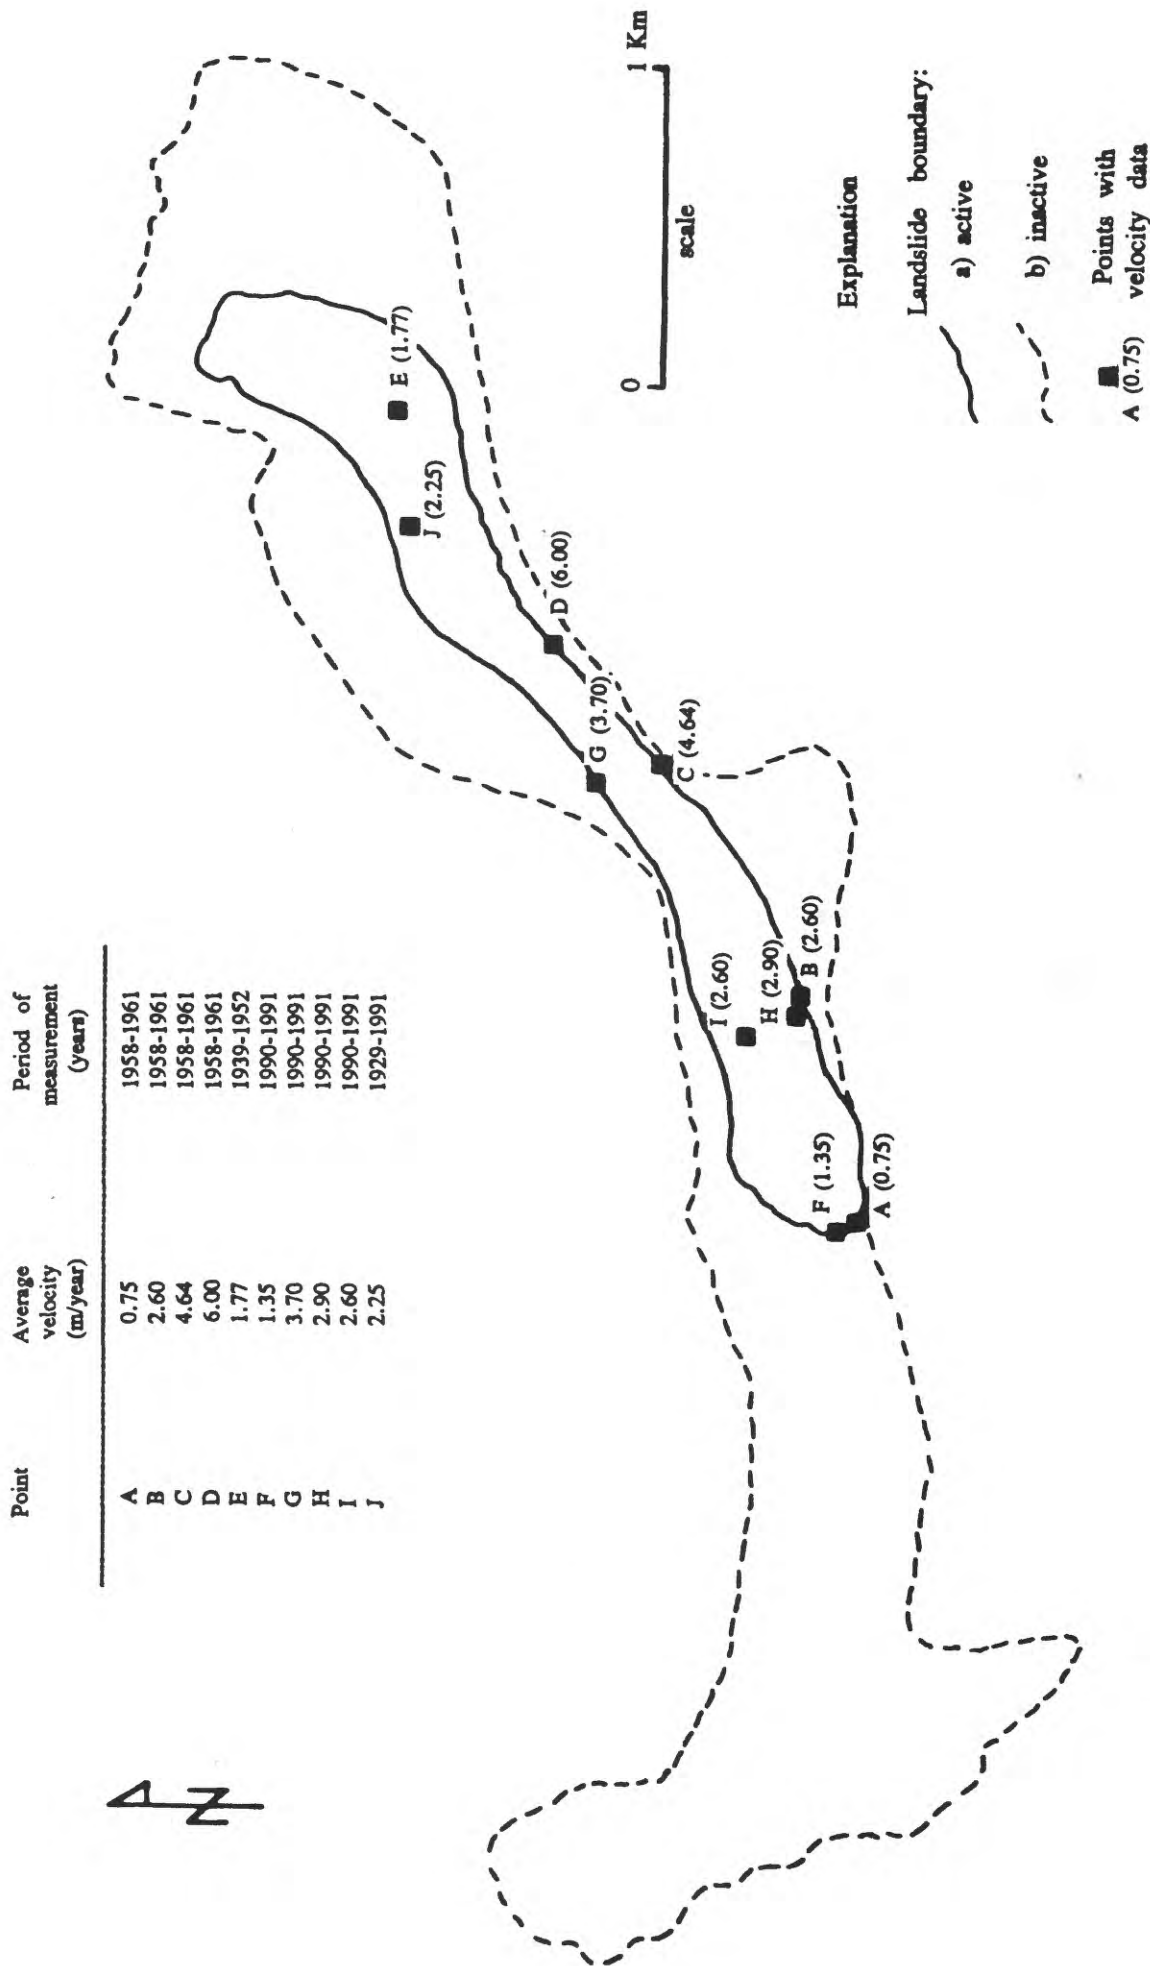 Point Average velocity (m/year) Period of measurement (years)
A 0.75 1958-1961
B 2.60 1958-1961
C 4.64 1958-1961
D 6.00 1958-1961
E 1.77 1939-1952
F 1.35 1990-1991
G 3.70 1990-1991
H 2.90 1990-1991
I 2.60 1990-1991
J 2.25 1929-1991
N
E (1.77)
J (2.25)
D (6.00)
G (3.70)
C (4.64)
I (2.60)
H (2.90)
B (2.60)
F (1.35)
A (0.75)
0 1 Km
scale
Explanation
Landslide boundary:
a) active
b) inactive
A (0.75) Points with velocity data